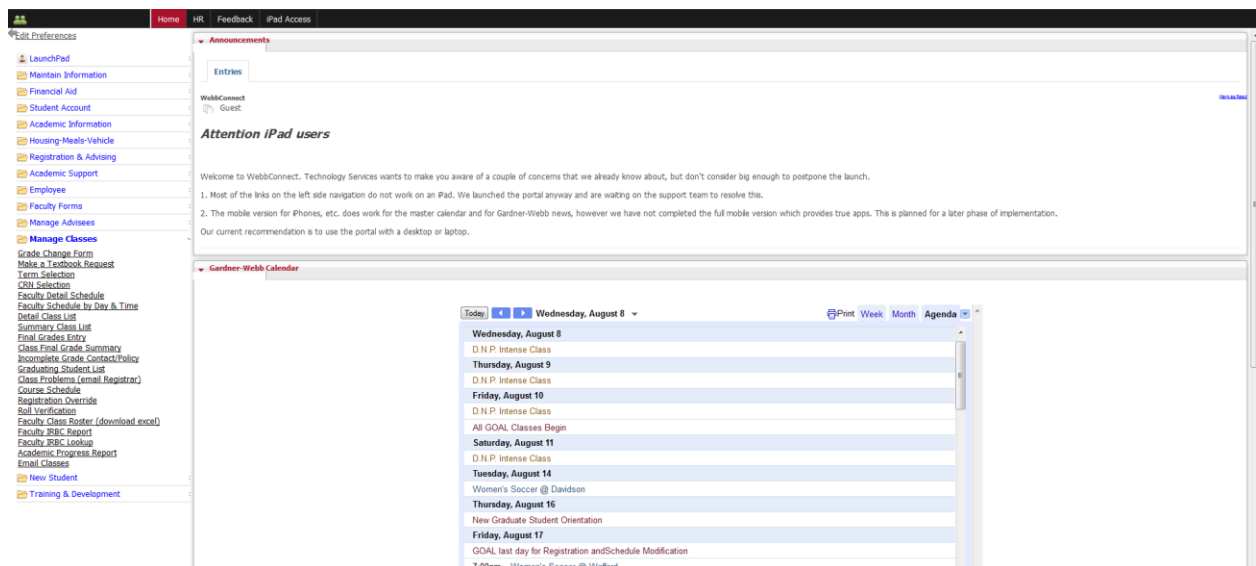 Home HR Feedback iPad Access
Edit Preferences
LaunchPad
Maintain Information
Financial Aid
Student Account
Academic Information
Housing-Meals-Vehicle
Registration & Advising
Academic Support
Employee
Faculty Forms
Manage Advisees
Manage Classes
Grade Change Form
Make a Textbook Request
Term Selection
CRN Selection
Faculty Detail Schedule
Faculty Schedule by Day & Time
Detail Class List
Summary Class List
Final Grades Entry
Class Final Grade Summary
Incomplete Grade Contact/Policy
Graduating Student List
Class Problems (email Registrar)
Course Schedule
Registration Override
Roll Verification
Faculty Class Roster (download excel)
Faculty IRBC Report
Faculty IRBC Lookup
Academic Progress Report
Email Classes
New Student
Training & Development
Announcements
Entries
WebbConnect
Guest
Attention iPad users
Welcome to WebbConnect. Technology Services wants to make you aware of a couple of concerns that we already know about, but don't consider big enough to postpone the launch.
1. Most of the links on the left side navigation do not work on an iPad. We launched the portal anyway and are waiting on the support team to resolve this.
2. The mobile version for iPhones, etc. does work for the master calendar and for Gardner-Webb news, however we have not completed the full mobile version which provides true apps. This is planned for a later phase of implementation.
Our current recommendation is to use the portal with a desktop or laptop.
Gardner-Webb Calendar
Today Wednesday, August 8 Print Week Month Agenda
Wednesday, August 8
D.N.P. Intense Class
Thursday, August 9
D.N.P. Intense Class
Friday, August 10
D.N.P. Intense Class
All GOAL Classes Begin
Saturday, August 11
D.N.P. Intense Class
Tuesday, August 14
Women's Soccer @ Davidson
Thursday, August 16
New Graduate Student Orientation
Friday, August 17
GOAL last day for Registration andSchedule Modification
7:00pm Women's Soccer @ Wofford